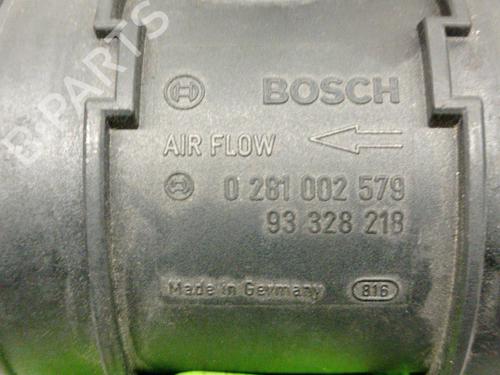 BOSCH
AIR FLOW
0 281 002 579
93 328 218
Made in Germany 816
B-PARTS